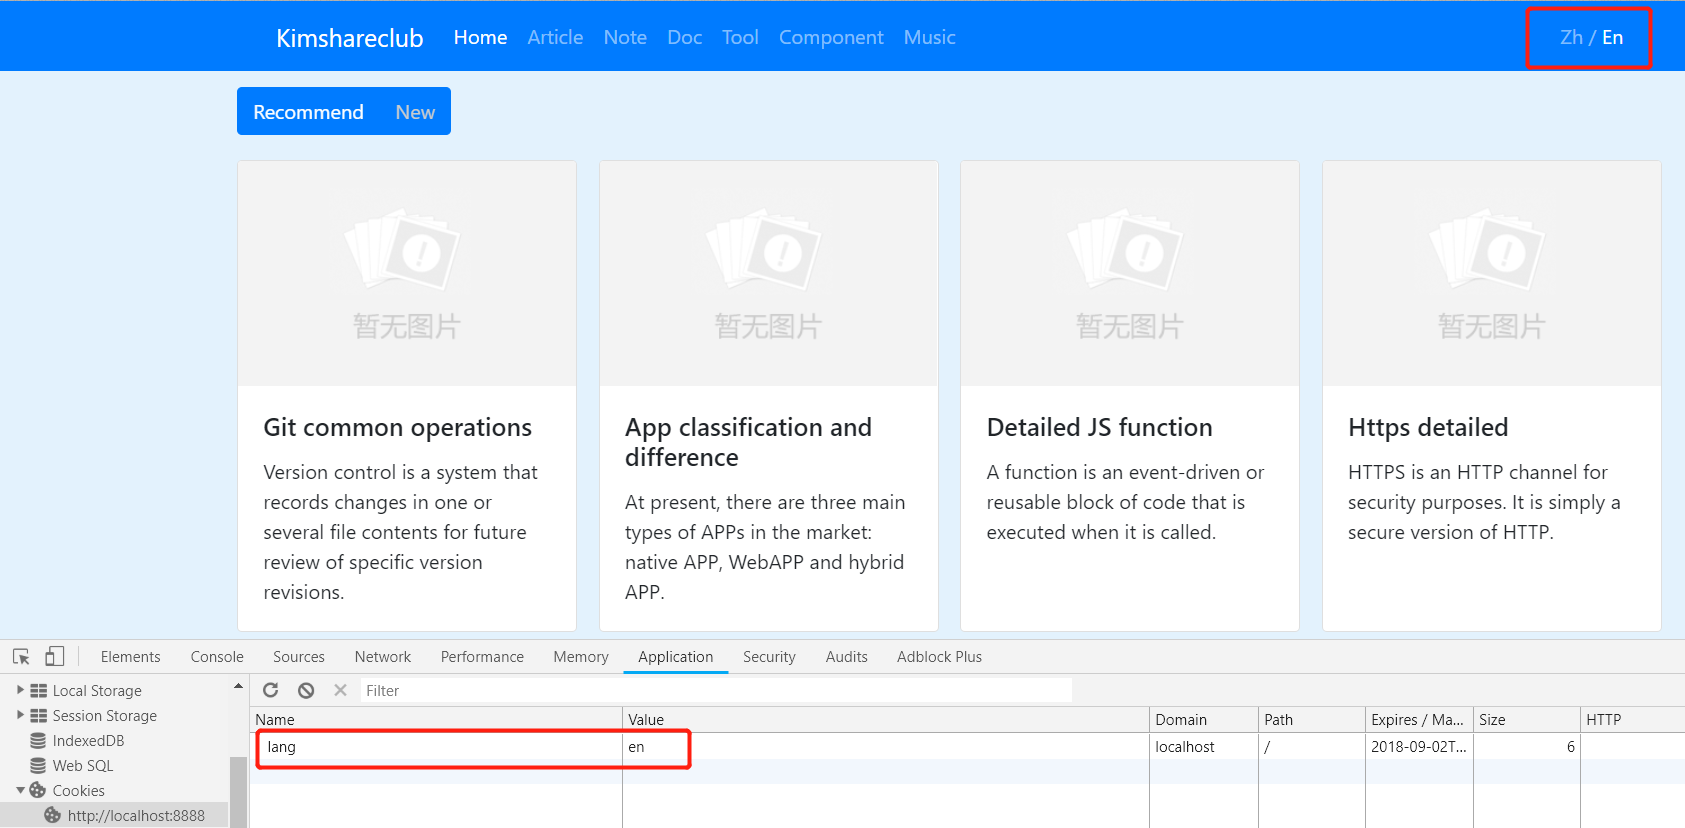 Kimshareclub Home Article Note Doc Tool Component Music Zh / En
Recommend New
暂无图片
暂无图片
暂无图片
暂无图片
Git common operations
Version control is a system that
records changes in one or
several file contents for future
review of specific version
revisions.
App classification and
difference
At present, there are three main
types of APPs in the market:
native APP, WebAPP and hybrid
APP.
Detailed JS function
A function is an event-driven or
reusable block of code that is
executed when it is called.
Https detailed
HTTPS is an HTTP channel for
security purposes. It is simply a
secure version of HTTP.
Elements Console Sources Network Performance Memory Application Security Audits Adblock Plus
Local Storage
Session Storage
IndexedDB
Web SQL
Cookies
http://localhost:8888
Filter
Name Value Domain Path Expires / Ma... Size HTTP
lang en localhost / 2018-09-02T... 6